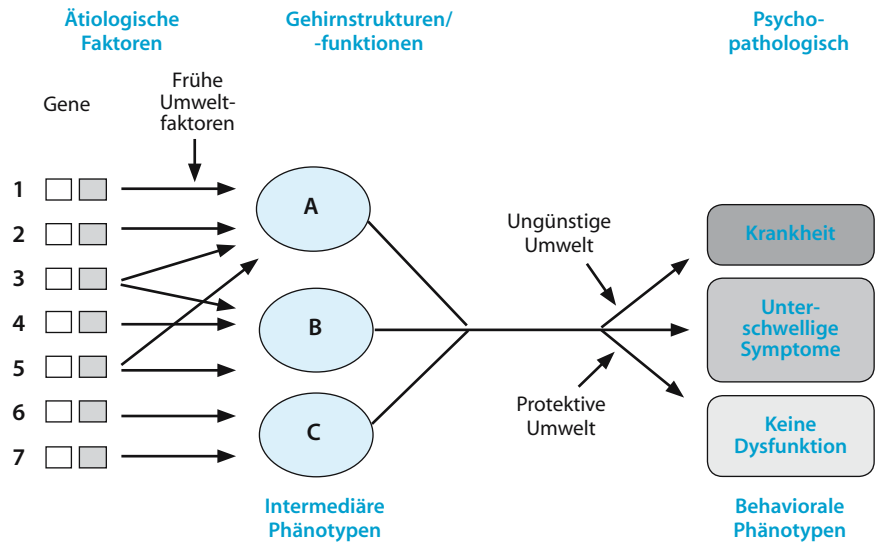 Ätiologische
Faktoren
Gehirnstrukturen/
-funktionen
Psycho-
pathologisch
Gene
Frühe
Umwelt-
faktoren
1
2
3
4
5
6
7
A
B
C
Ungünstige
Umwelt
Protektive
Umwelt
Krankheit
Unter-
schwellige
Symptome
Keine
Dysfunktion
Intermediäre
Phänotypen
Behaviorale
Phänotypen